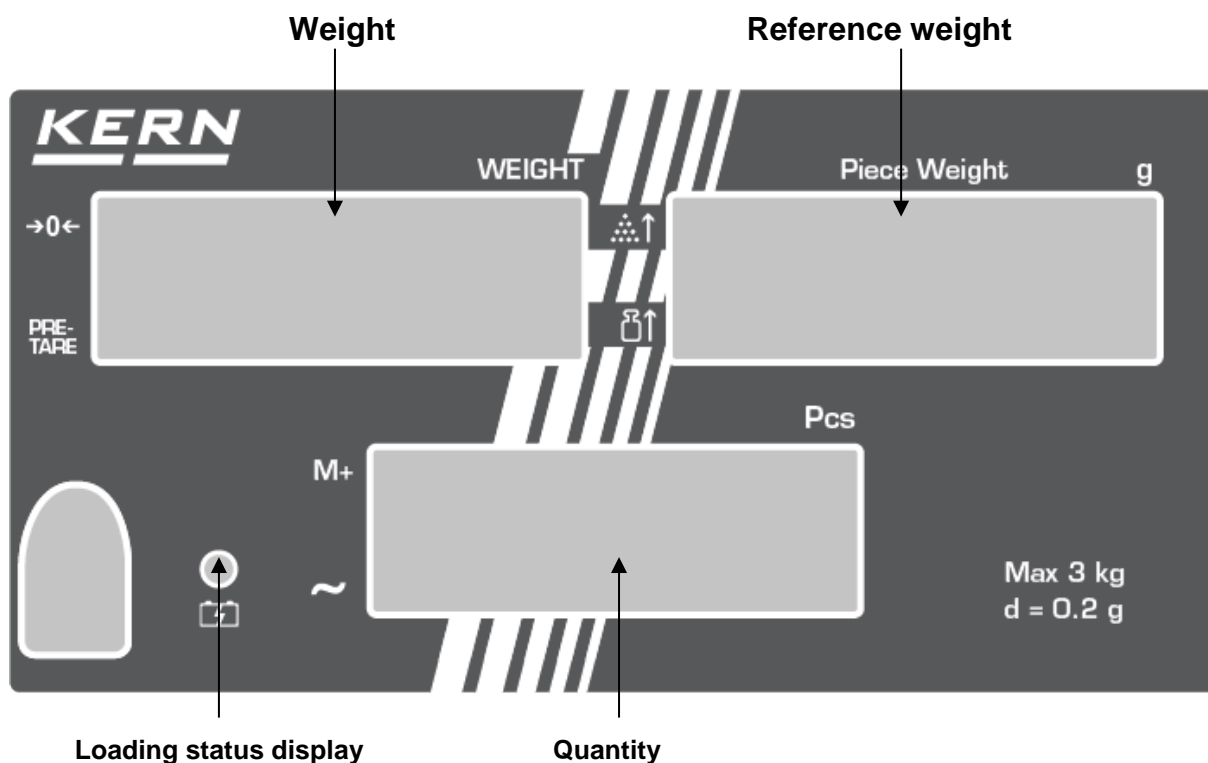 Weight
Reference weight
KERN
WEIGHT
Piece Weight g
→0←
PRE-
TARE
Pcs
M+
~
Max 3 kg
d = 0.2 g
Loading status display
Quantity